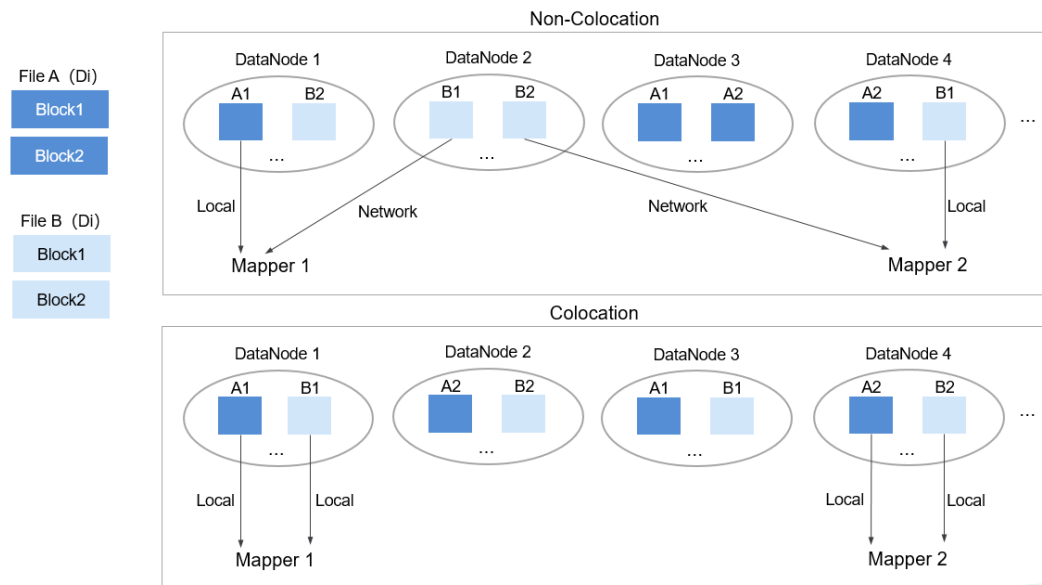 Non-Colocation
File A (Di)
Block1
Block2
File B (Di)
Block1
Block2
DataNode 1
DataNode 2
DataNode 3
DataNode 4
A1
B2
B1
B2
A1
A2
A2
B1
...
...
...
...
...
Local
Network
Network
Local
Mapper 1
Mapper 2
Colocation
DataNode 1
DataNode 2
DataNode 3
DataNode 4
A1
B1
A2
B2
A1
B1
A2
B2
...
...
...
...
...
Local
Local
Local
Local
Mapper 1
Mapper 2